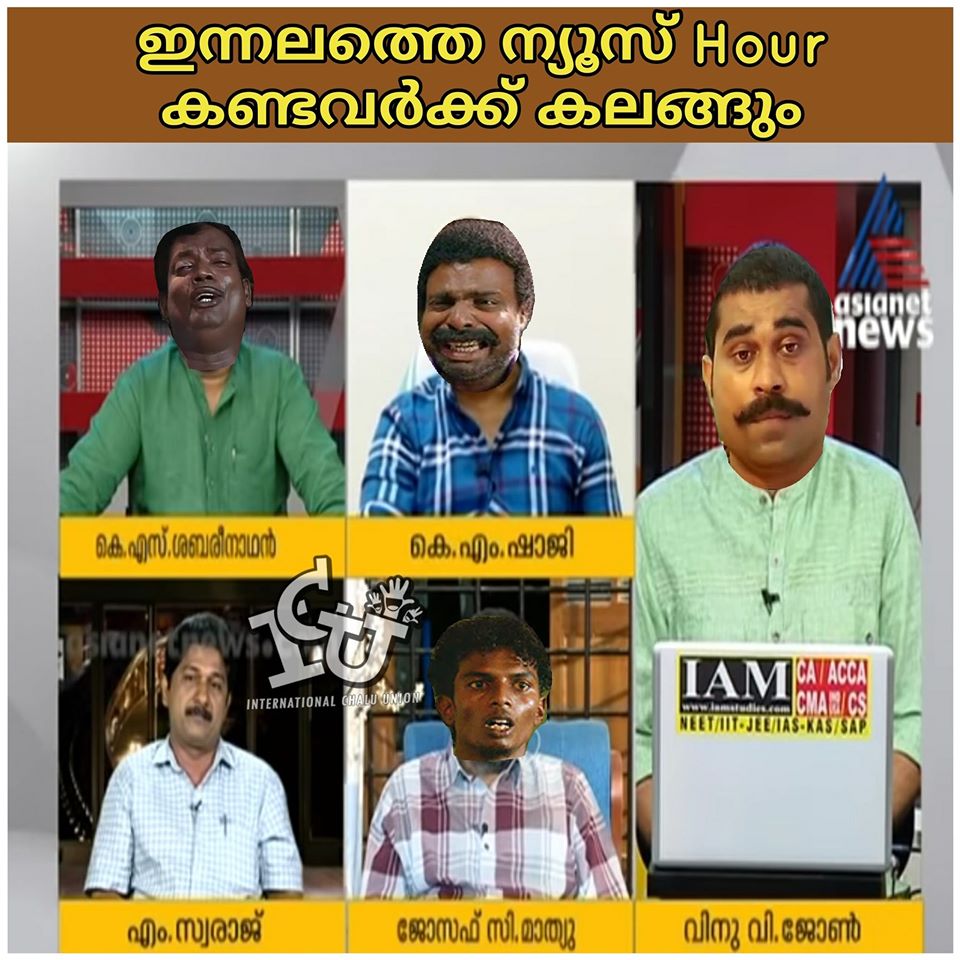 ഇന്നലത്തെ ന്യൂസ് Hour
കണ്ടവർക്ക് കലങ്ങും
asianet
news
കെ.എസ്.ശബരീനാഥൻ
കെ.എം.ഷാജി
asianetnews.
ICU
INTERNATIONAL CHALU UNION
IAM
www.iamstudies.com
CA/ACCA
CMA/CS
NEET/IIT-JEE/IAS-KAS/SAP
എം.സ്വരാജ്
ജോസഫ് സി.മാത്യു
വിനു വി.ജോൺ